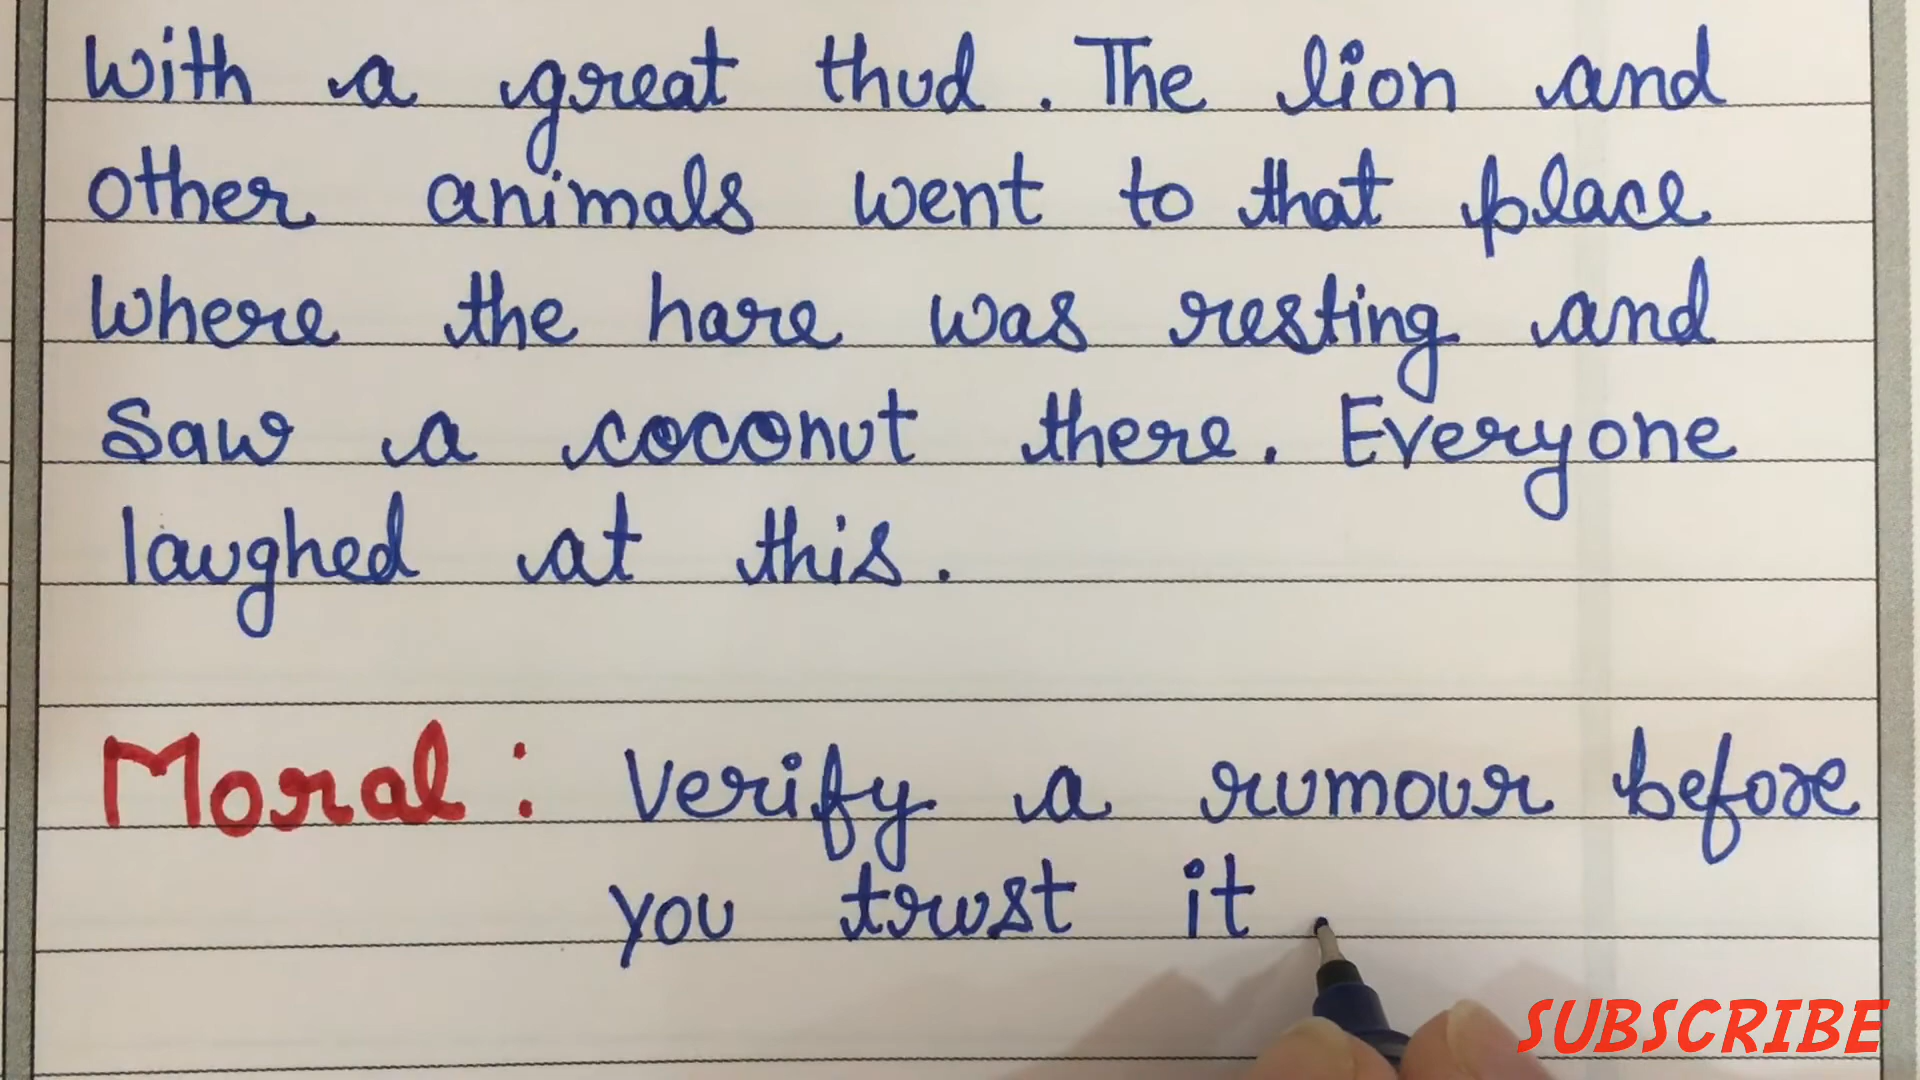 with a great thud. The lion and
other animals went to that place
where the hare was resting and
saw a coconut there. Everyone
laughed at this.
Moral: Verify a rumour before
you trust it.
SUBSCRIBE